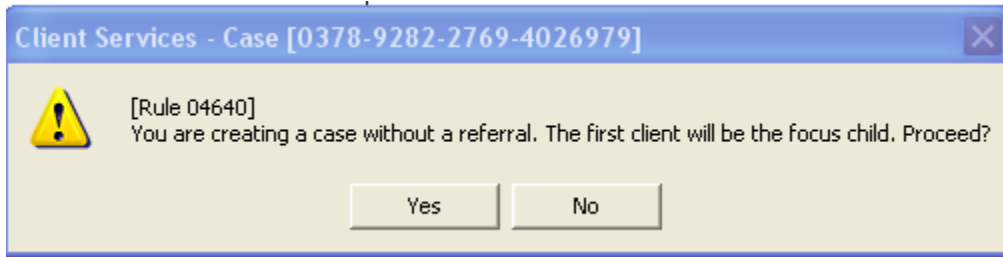 Client Services - Case [0378-9282-2769-4026979]
[Rule 04640]
You are creating a case without a referral. The first client will be the focus child. Proceed?
Yes
No